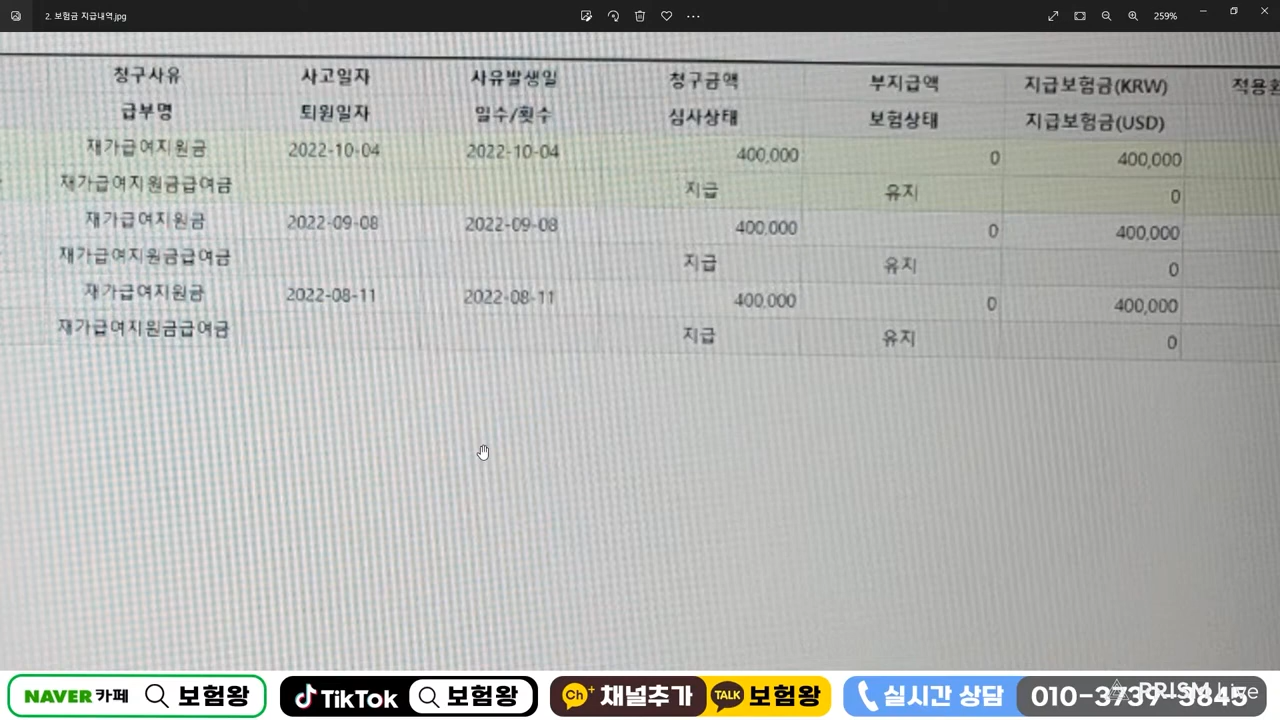 2. 보험금 지급내역.jpg
259%
청구사유 사고일자 사유발생일 청구금액 부지급액 지급보험금(KRW)
급부명 퇴원일자 일수/횟수 심사상태 보험상태 지급보험금(USD)
재가급여지원금 2022-10-04 2022-10-04 400,000 0 400,000
재가급여지원금급여금 지급 유지 0
재가급여지원금 2022-09-08 2022-09-08 400,000 0 400,000
재가급여지원금급여금 지급 유지 0
재가급여지원금 2022-08-11 2022-08-11 400,000 0 400,000
재가급여지원금급여금 지급 유지 0
NAVER 카페 보험왕 TikTok 보험왕 Ch+ 채널추가 TALK 보험왕 실시간 상담 010-3739-5845
PRISM Live